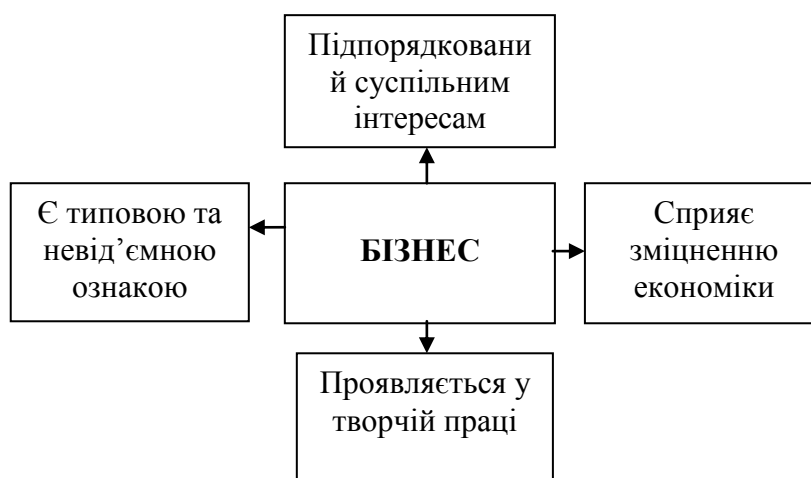 Підпорядковани
й суспільним
інтересам
Є типовою та
невід’ємною
ознакою
БІЗНЕС
Сприяє
зміцненню
економіки
Проявляється у
творчій праці